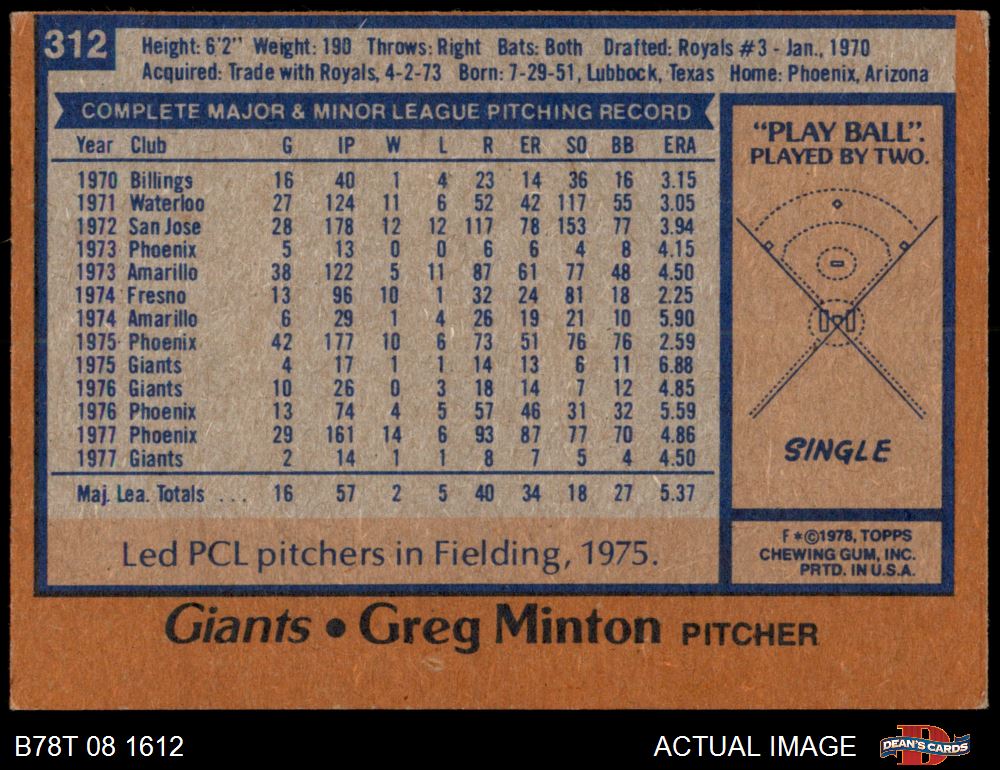 312
Height: 6'2" Weight: 190 Throws: Right Bats: Both Drafted: Royals #3 - Jan., 1970
Acquired: Trade with Royals, 4-2-73 Born: 7-29-51, Lubbock, Texas Home: Phoenix, Arizona
COMPLETE MAJOR & MINOR LEAGUE PITCHING RECORD
Year Club G IP W L R ER SO BB ERA
1970 Billings 16 40 1 4 23 14 36 16 3.15
1971 Waterloo 27 124 11 6 52 42 117 55 3.05
1972 San Jose 28 178 12 12 117 78 153 77 3.94
1973 Phoenix 5 13 0 0 6 6 4 8 4.15
1973 Amarillo 38 122 5 11 87 61 77 48 4.50
1974 Fresno 13 96 10 1 32 24 81 18 2.25
1974 Amarillo 6 29 1 4 26 19 21 10 5.90
1975 Phoenix 42 177 10 6 73 51 76 76 2.59
1975 Giants 4 17 1 1 14 13 6 11 6.88
1976 Giants 10 26 0 3 18 14 7 12 4.85
1976 Phoenix 13 74 4 5 57 46 31 32 5.59
1977 Phoenix 29 161 14 6 93 87 77 70 4.86
1977 Giants 2 14 1 1 8 7 5 4 4.50
Maj. Lea. Totals ... 16 57 2 5 40 34 18 27 5.37
Led PCL pitchers in Fielding, 1975.
"PLAY BALL".
PLAYED BY TWO.
SINGLE
F *©1978, TOPPS
CHEWING GUM, INC.
PRTD. IN U.S.A.
Giants • Greg Minton PITCHER
B78T 08 1612
ACTUAL IMAGE
D
DEAN'S CARDS